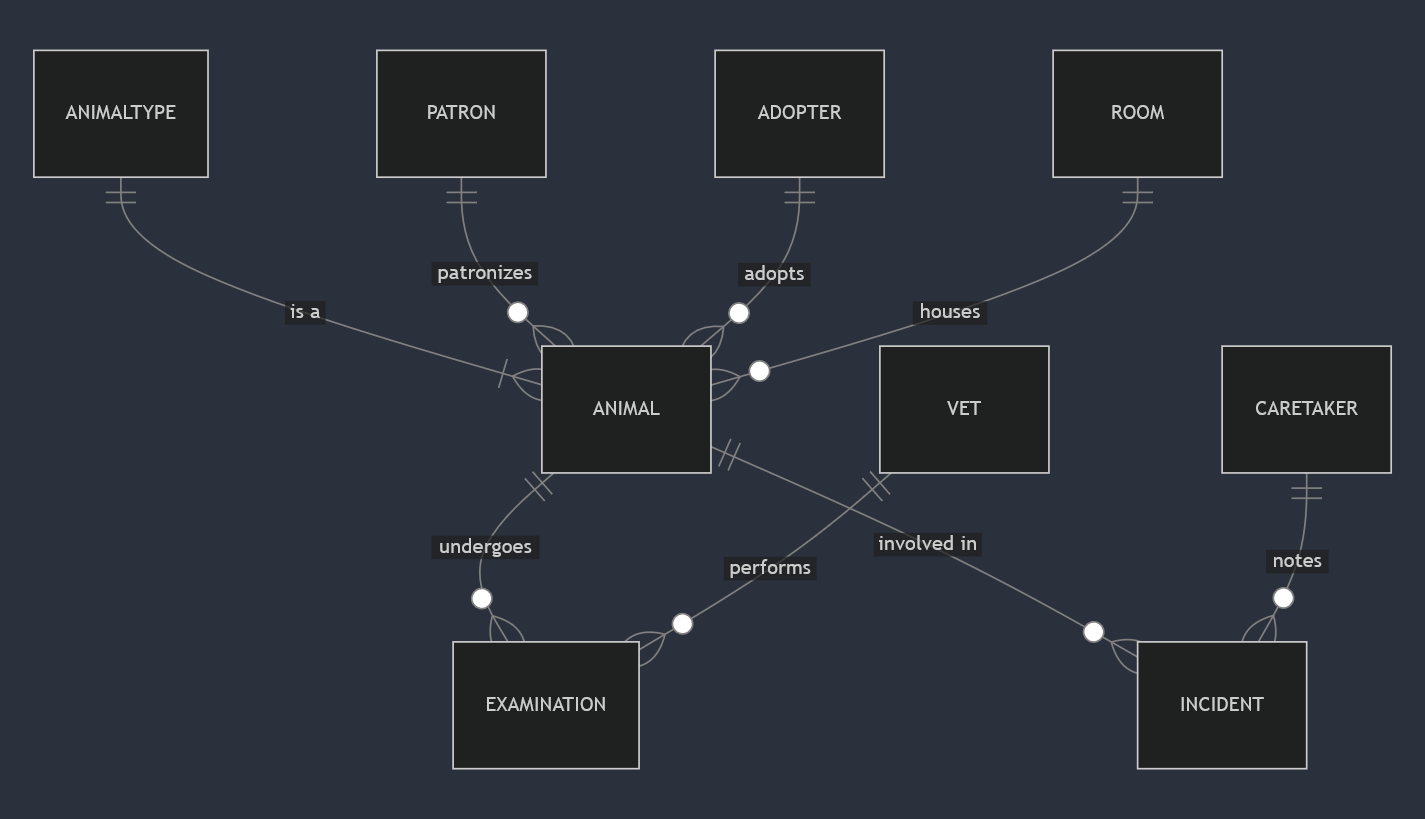 ANIMALTYPE
PATRON
ADOPTER
ROOM
patronizes
adopts
is a
houses
ANIMAL
VET
CARETAKER
undergoes
involved in
performs
notes
EXAMINATION
INCIDENT